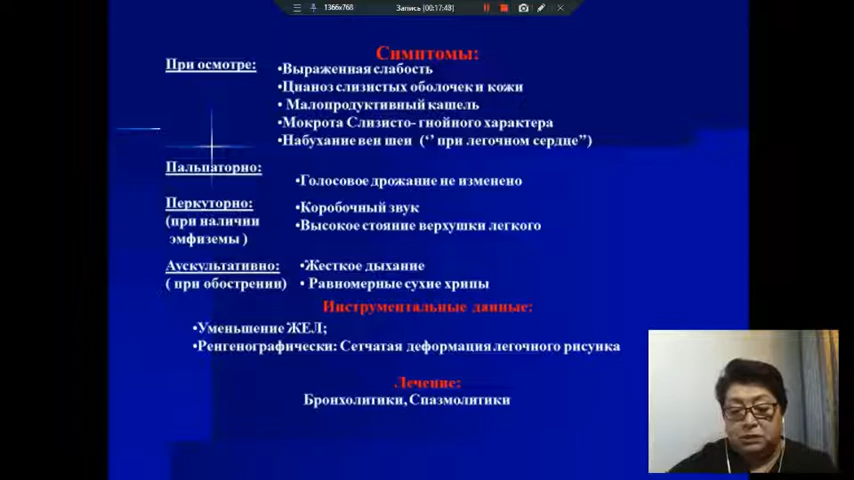 1366x768
Запись [00:17:48]
Симптомы:
При осмотре:
•Выраженная слабость
•Цианоз слизистых оболочек и кожи
• Малопродуктивный кашель
•Мокрота Слизисто- гнойного характера
•Набухание вен шеи (‘’ при легочном сердце”)
Пальпаторно:
•Голосовое дрожание не изменено
Перкуторно:
(при наличии
эмфиземы )
•Коробочный звук
•Высокое стояние верхушки легкого
Аускультативно:
( при обострении)
•Жесткое дыхание
• Равномерные сухие хрипы
Инструментальные данные:
•Уменьшение ЖЕЛ;
•Ренгенографически: Сетчатая деформация легочного рисунка
Лечение:
Бронхолитики, Спазмолитики